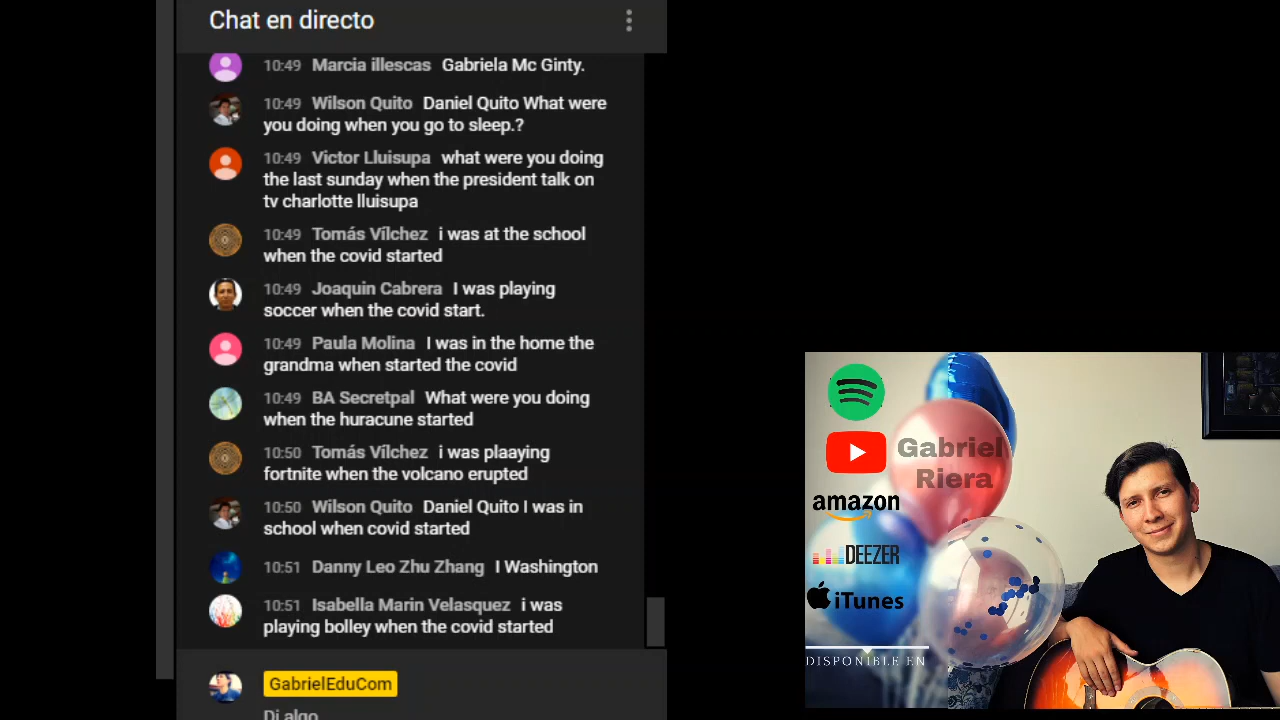 Chat en directo
10:49 Marcia illescas Gabriela Mc Ginty.
10:49 Wilson Quito Daniel Quito What were
you doing when you go to sleep.?
10:49 Victor Lluisupa what were you doing
the last sunday when the president talk on
tv charlotte lluisupa
10:49 Tomás Vílchez i was at the school
when the covid started
10:49 Joaquin Cabrera I was playing
soccer when the covid start.
10:49 Paula Molina I was in the home the
grandma when started the covid
10:49 BA Secretpal What were you doing
when the huracune started
10:50 Tomás Vílchez i was plaaying
fortnite when the volcano erupted
10:50 Wilson Quito Daniel Quito I was in
school when covid started
10:51 Danny Leo Zhu Zhang I Washington
10:51 Isabella Marin Velasquez i was
playing bolley when the covid started
GabrielEduCom
Di algo
Gabriel
Riera
amazon
DEEZER
iTunes
DISPONIBLE EN